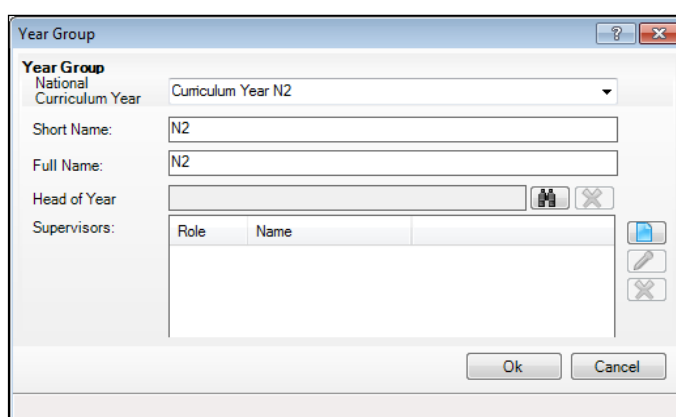 Year Group
Year Group
National
Curriculum Year
Curriculum Year N2
Short Name:
N2
Full Name:
N2
Head of Year
Supervisors:
Role Name
Ok Cancel